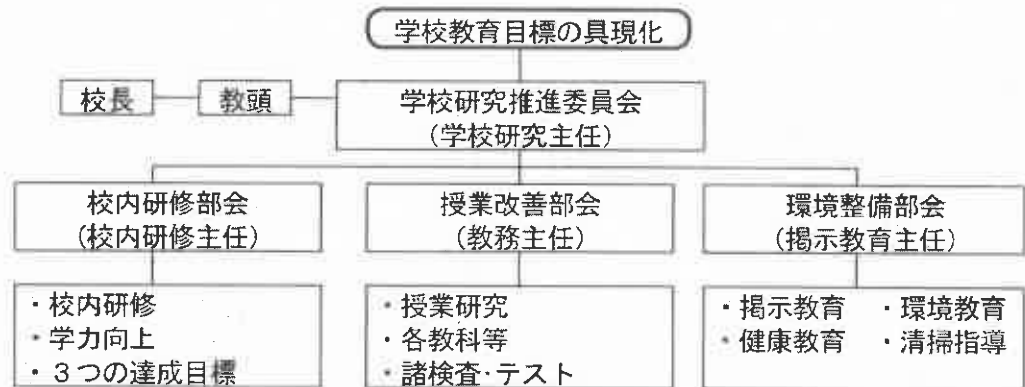 学校教育目標の具現化
校長
教頭
学校研究推進委員会
(学校研究主任)
校内研修部会
(校内研修主任)
授業改善部会
(教務主任)
環境整備部会
(掲示教育主任)
・校内研修
・学力向上
・3つの達成目標
・授業研究
・各教科等
・諸検査・テスト
・掲示教育 ・環境教育
・健康教育 ・清掃指導